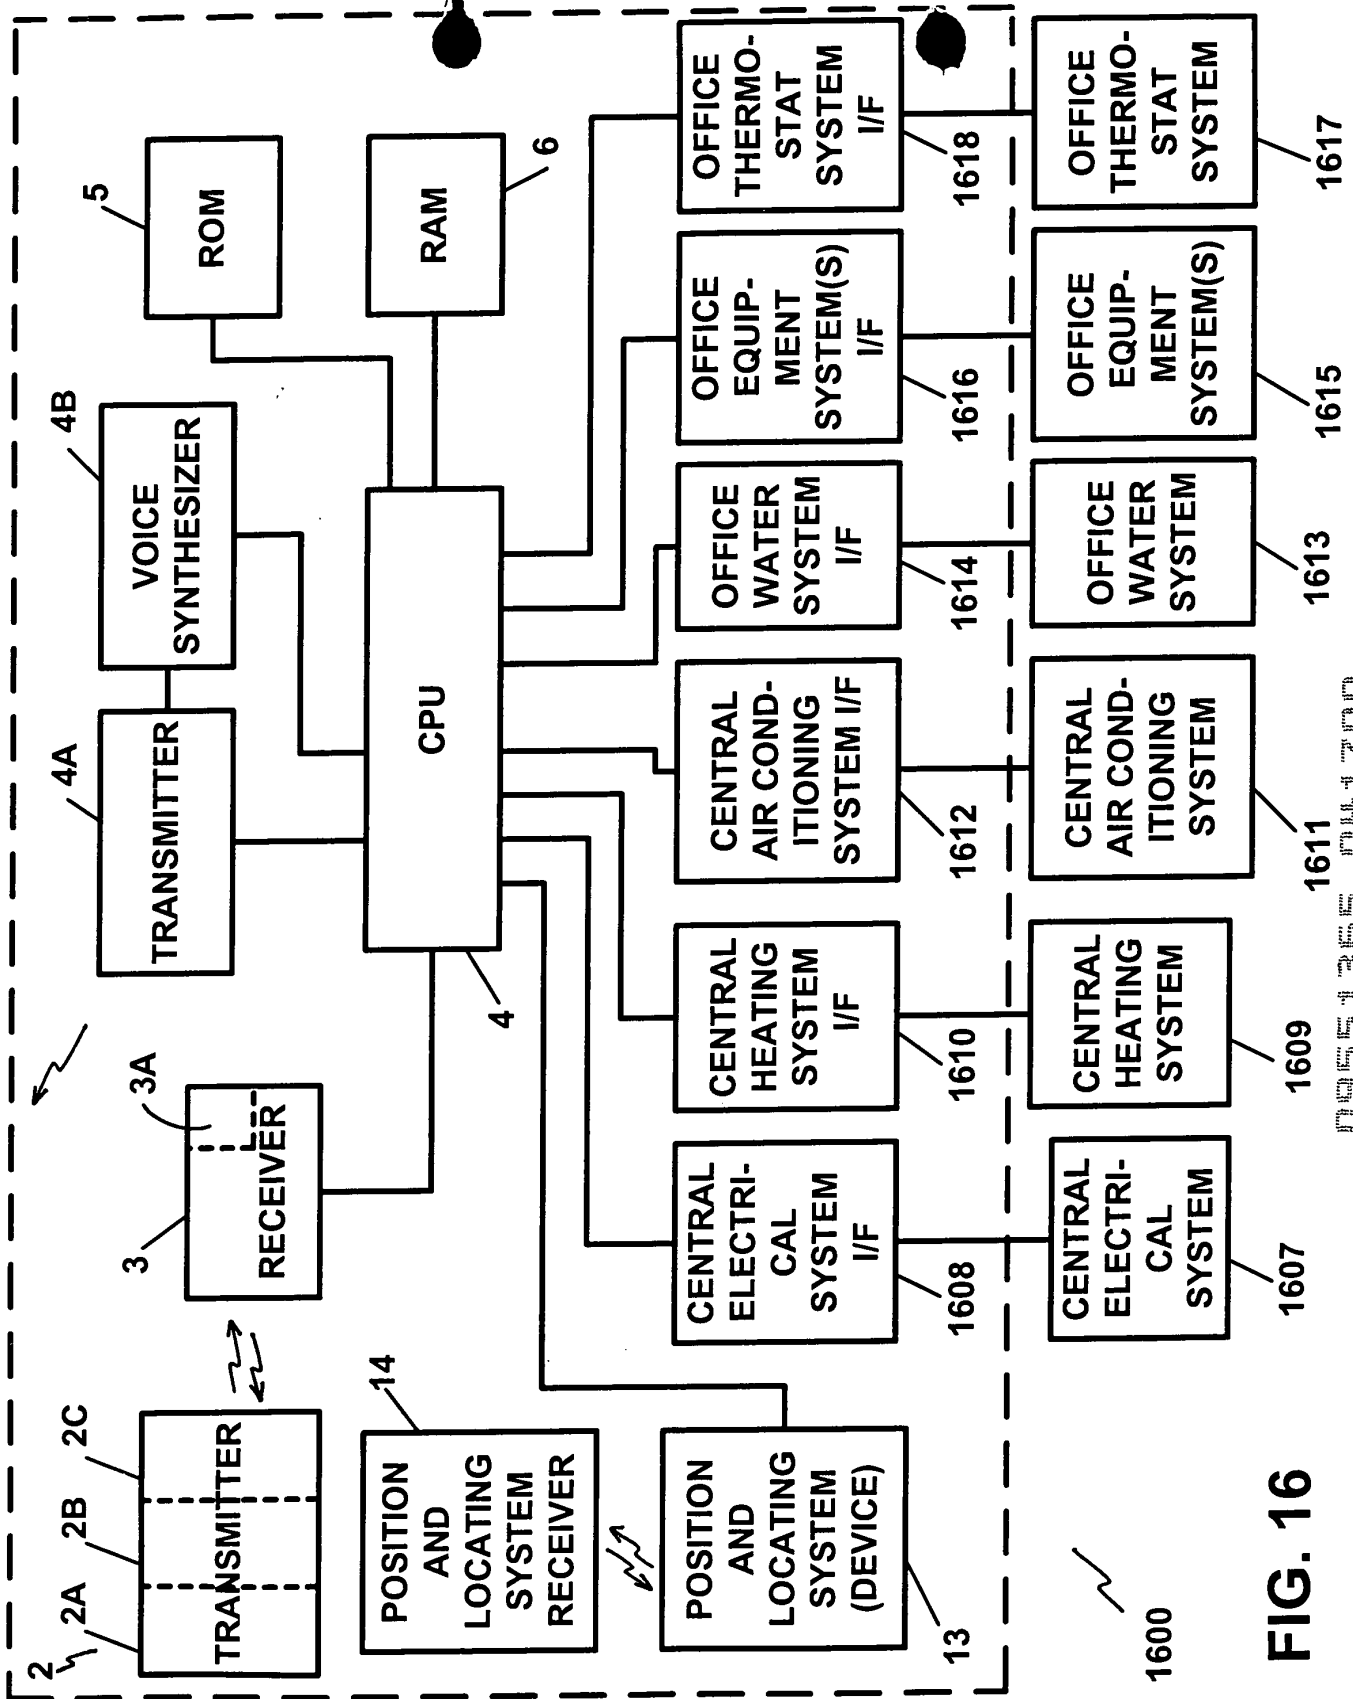 2
2A
2B
2C
TRANSMITTER
3
3A
RECEIVER
4A
TRANSMITTER
4B
VOICE
SYNTHESIZER
5
ROM
6
RAM
4
CPU
14
POSITION
AND
LOCATING
SYSTEM
RECEIVER
13
POSITION
AND
LOCATING
SYSTEM
(DEVICE)
CENTRAL
ELECTRI-
CAL
SYSTEM
I/F
1608
CENTRAL
HEATING
SYSTEM
I/F
1610
CENTRAL
AIR COND-
ITIONING
SYSTEM I/F
1612
OFFICE
WATER
SYSTEM
I/F
1614
OFFICE
EQUIP-
MENT
SYSTEM(S)
I/F
1616
OFFICE
THERMO-
STAT
SYSTEM
I/F
1618
CENTRAL
ELECTRI-
CAL
SYSTEM
1607
CENTRAL
HEATING
SYSTEM
1609
CENTRAL
AIR COND-
ITIONING
SYSTEM
1611
OFFICE
WATER
SYSTEM
1613
OFFICE
EQUIP-
MENT
SYSTEM(S)
1615
OFFICE
THERMO-
STAT
SYSTEM
1617
1600
FIG. 16